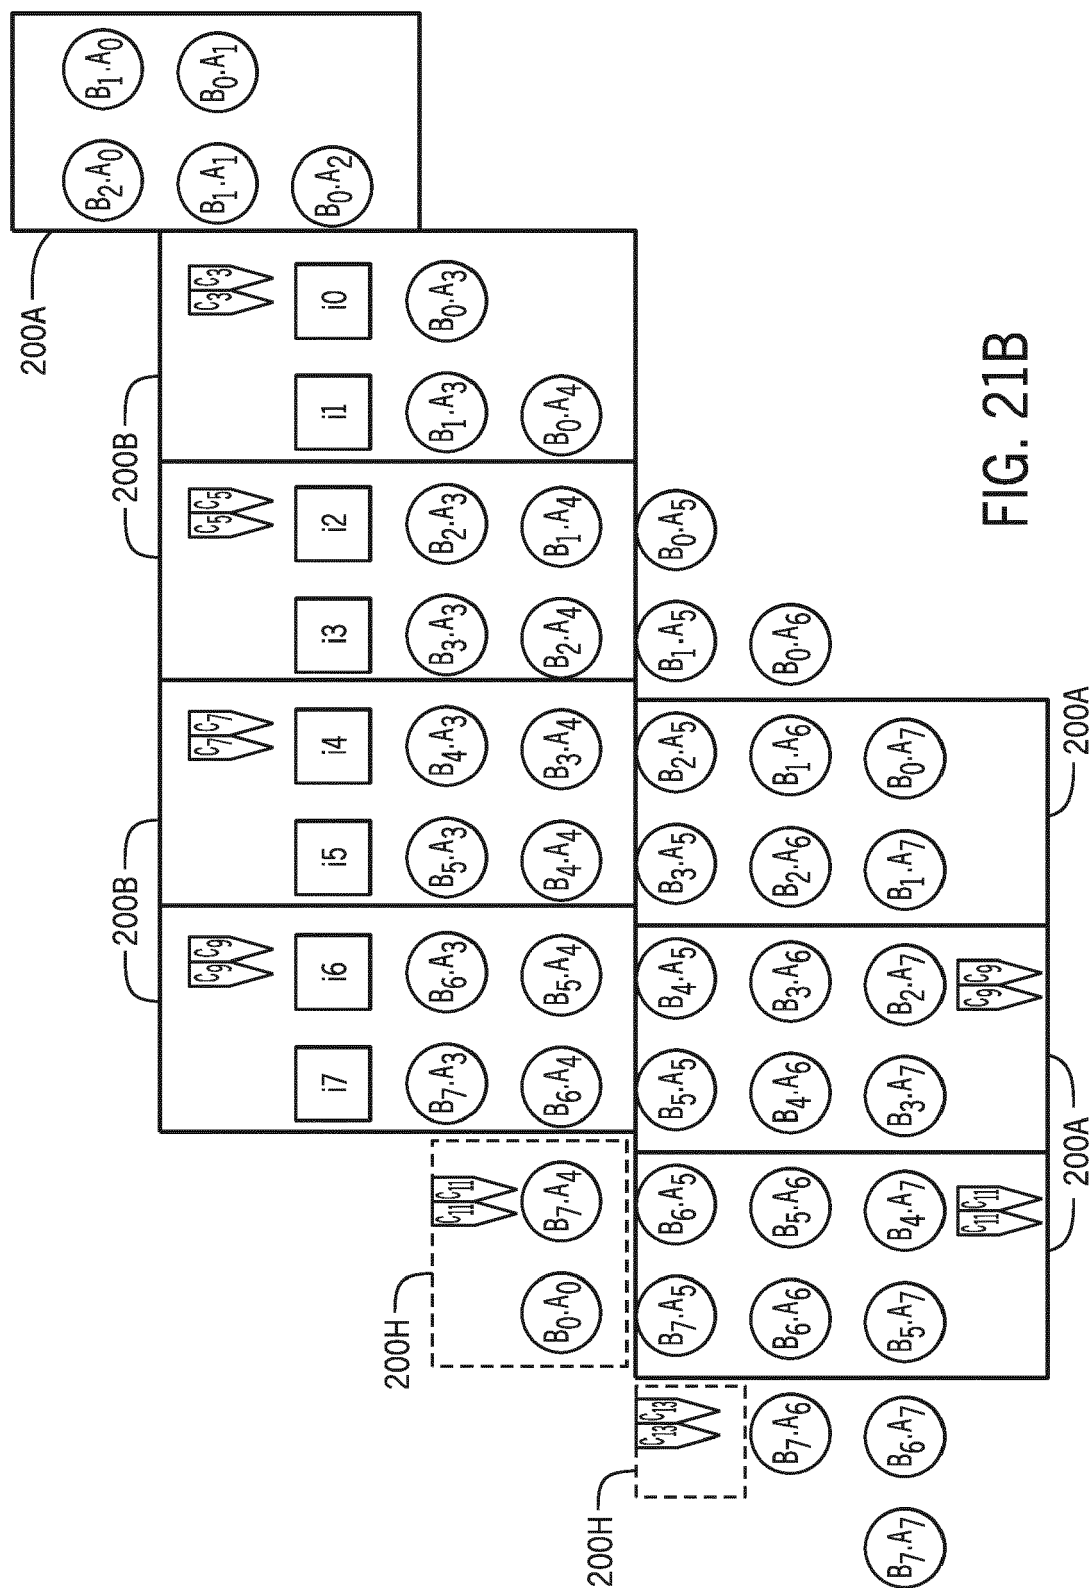 200A
B2.A0 B1.A0
200B 200B
C9 C9 C7 C7 C5 C5 C3 C3 B1.A1 B0.A1
i7 i6 i5 i4 i3 i2 i1 i0 B0.A2
200H
B7.A3 B6.A3 B5.A3 B4.A3 B3.A3 B2.A3 B1.A3 B0.A3
C11 C11
B0.A0 B7.A4 B6.A4 B5.A4 B4.A4 B3.A4 B2.A4 B1.A4 B0.A4
200H
C13 C13 B7.A5 B6.A5 B5.A5 B4.A5 B3.A5 B2.A5 B1.A5 B0.A5
B7.A6 B6.A6 B5.A6 B4.A6 B3.A6 B2.A6 B1.A6 B0.A6
B7.A7 B6.A7 B5.A7 B4.A7 B3.A7 B2.A7 B1.A7 B0.A7
C11 C11 C9 C9
200A 200A
FIG. 21B